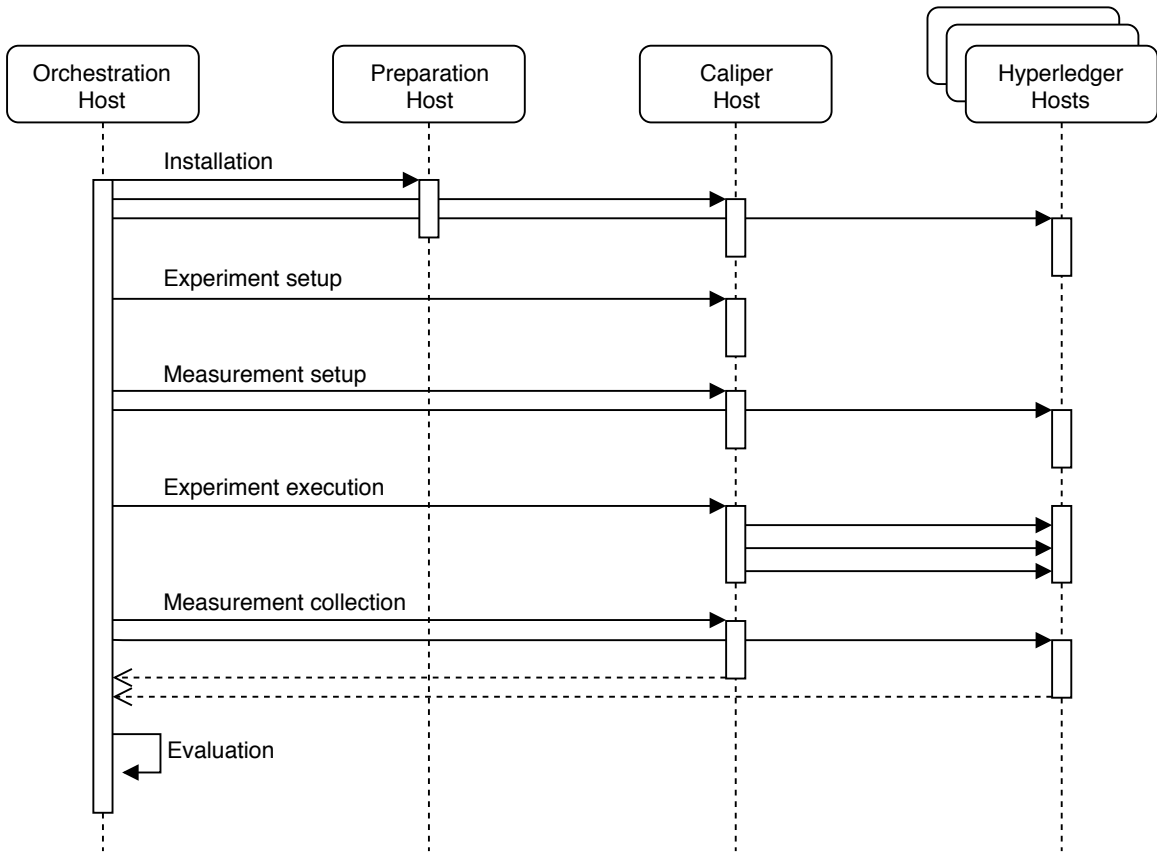 Orchestration
Host
Preparation
Host
Caliper
Host
Hyperledger
Hosts
Installation
Experiment setup
Measurement setup
Experiment execution
Measurement collection
Evaluation